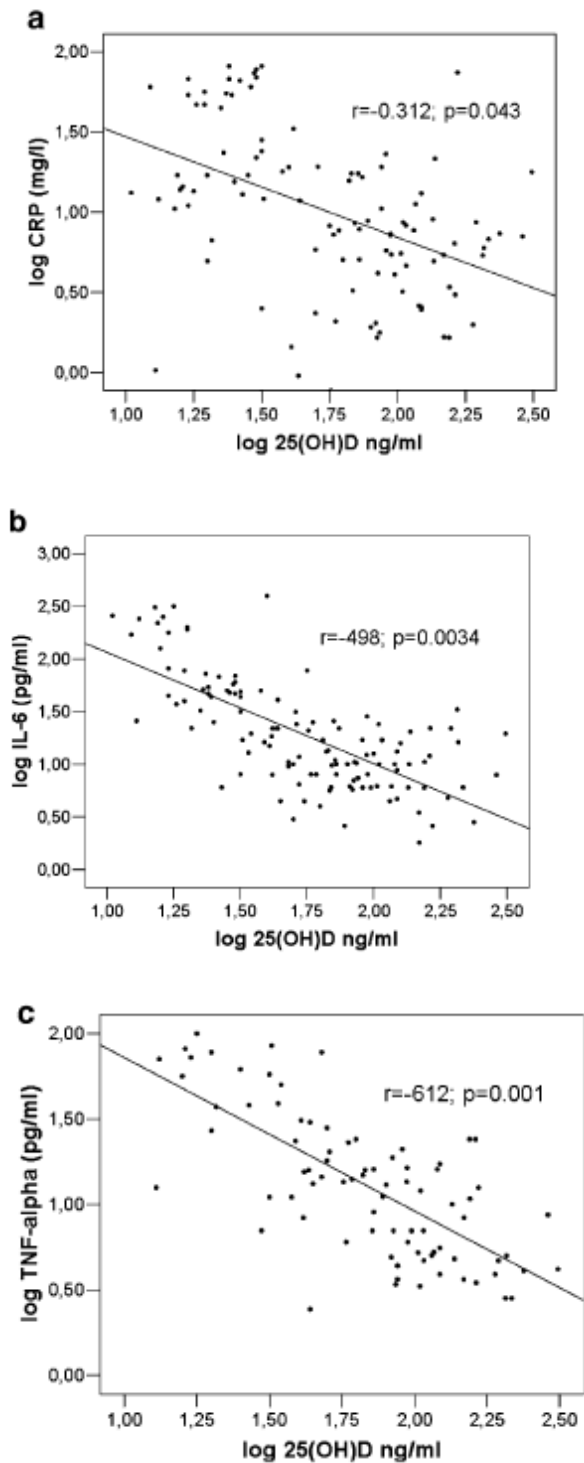 a
2,00
1,50
1,00
0,50
0,00
log CRP (mg/l)
r=-0.312; p=0.043
1,00 1,25 1,50 1,75 2,00 2,25 2,50
log 25(OH)D ng/ml
b
3,00
2,50
2,00
1,50
1,00
0,50
0,00
log IL-6 (pg/ml)
r=-498; p=0.0034
1,00 1,25 1,50 1,75 2,00 2,25 2,50
log 25(OH)D ng/ml
c
2,00
1,50
1,00
0,50
0,00
log TNF-alpha (pg/ml)
r=-612; p=0.001
1,00 1,25 1,50 1,75 2,00 2,25 2,50
log 25(OH)D ng/ml